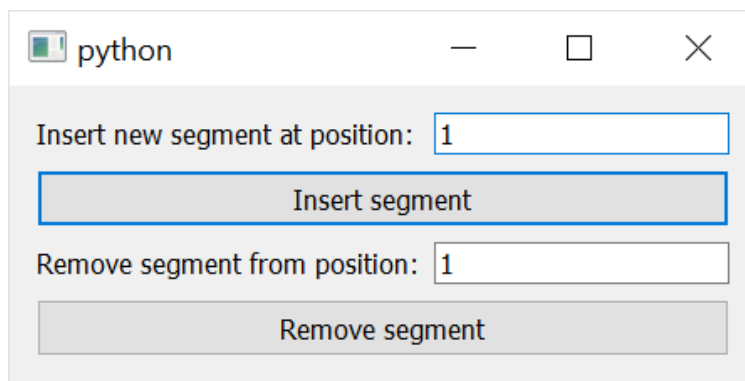 python
Insert new segment at position: 1
Insert segment
Remove segment from position: 1
Remove segment